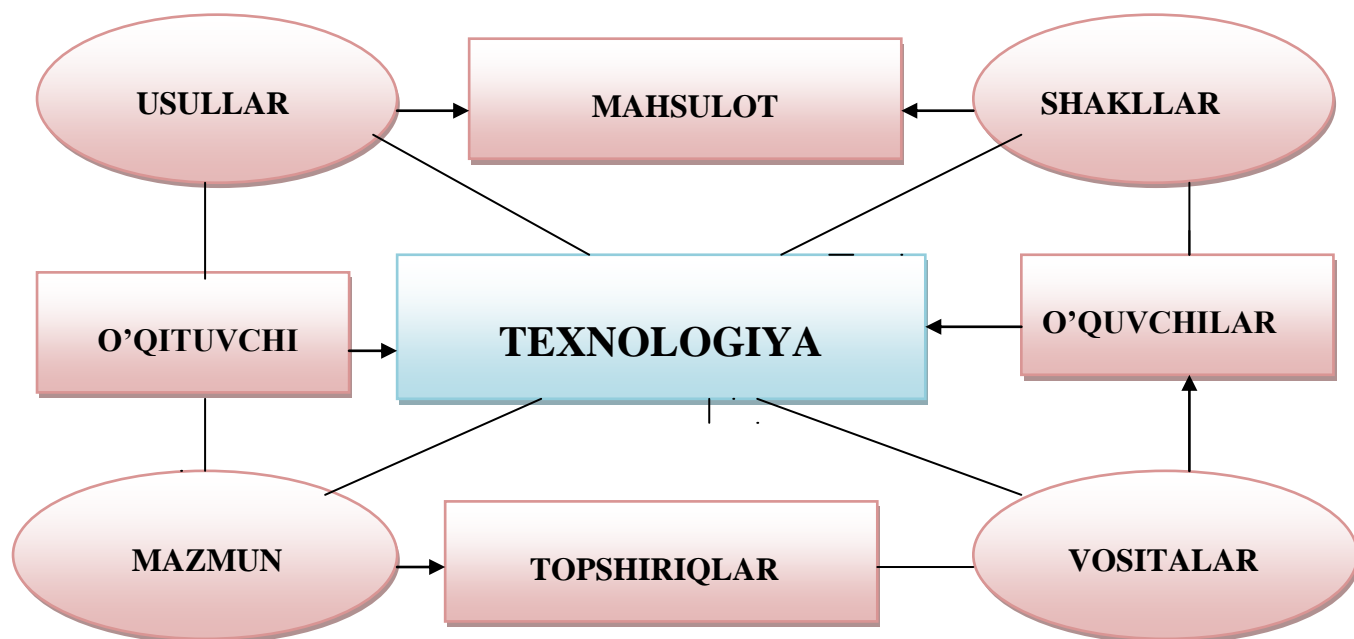 USULLAR
MAHSULOT
SHAKLLAR
O’QITUVCHI
TEXNOLOGIYA
O’QUVCHILAR
MAZMUN
TOPSHIRIQLAR
VOSITALAR